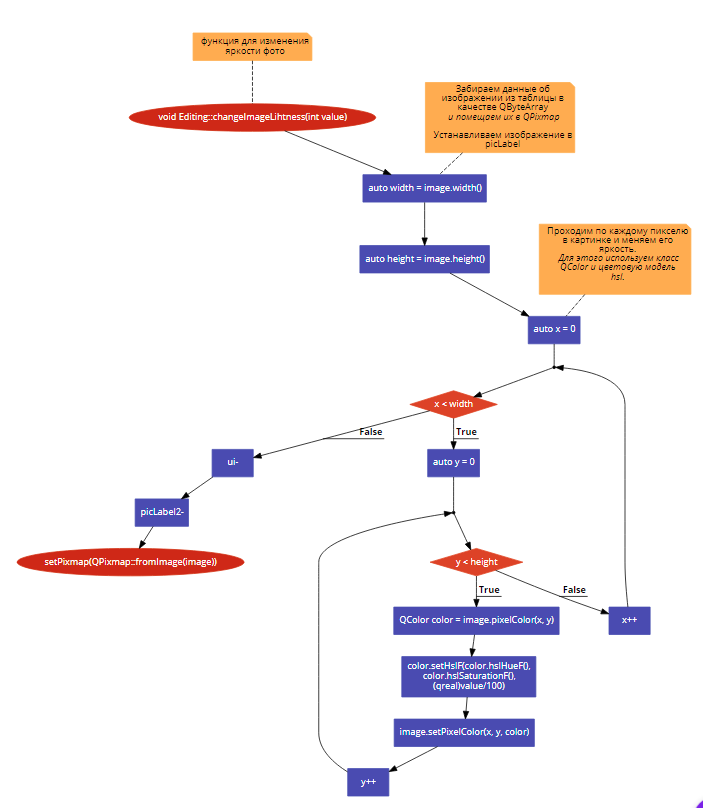 функция для изменения
яркости фото
void Editing::changeImageLihtness(int value)
Забираем данные об
изображении из таблицы в
качестве QByteArray
и помещаем их в QPixmap
Устанавливаем изображение в
picLabel
auto width = image.width()
auto height = image.height()
Проходим по каждому пикселю
в картинке и меняем его
яркость.
Для этого используем класс
QColor и цветовую модель
hsl.
auto x = 0
x < width
False
True
ui-
auto y = 0
picLabel2-
setPixmap(QPixmap::fromImage(image))
y < height
True
False
QColor color = image.pixelColor(x, y)
x++
color.setHslF(color.hslHueF(),
color.hslSaturationF(),
(qreal)value/100)
image.setPixelColor(x, y, color)
y++